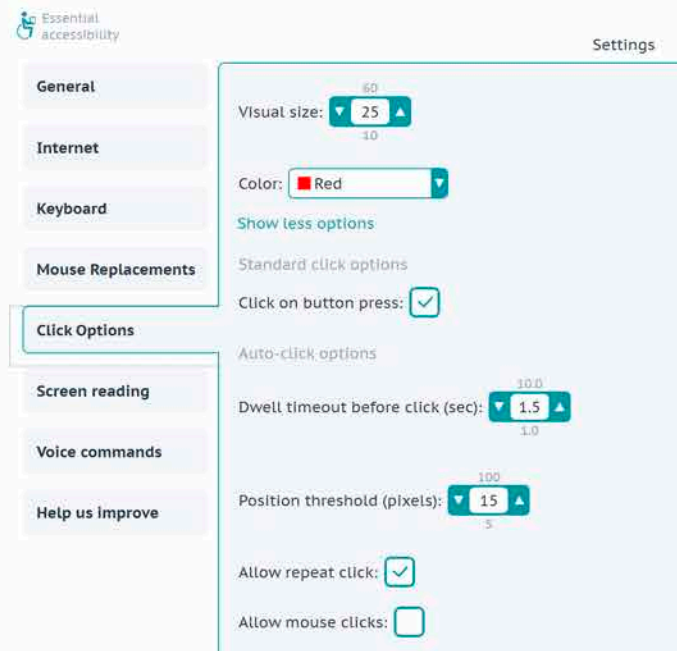 Essential
accessibility
Settings
General
Internet
Keyboard
Mouse Replacements
Click Options
Screen reading
Voice commands
Help us improve
60
Visual size: 25
10
Color: Red
Show less options
Standard click options
Click on button press:
Auto-click options
10.0
Dwell timeout before click (sec): 1.5
1.0
100
Position threshold (pixels): 15
5
Allow repeat click:
Allow mouse clicks: